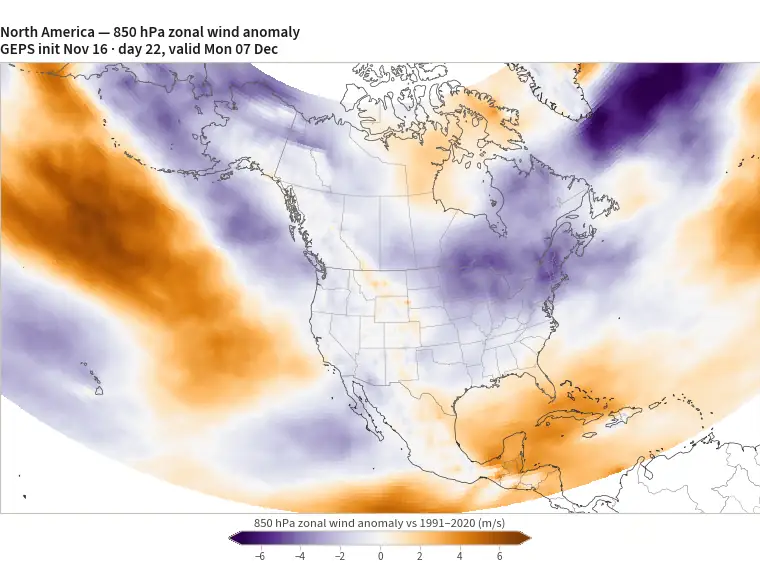 North America — 850 hPa zonal wind anomaly
GEPS init Nov 16 · day 22, valid Mon 07 Dec
850 hPa zonal wind anomaly vs 1991–2020 (m/s)
−6 −4 −2 0 2 4 6